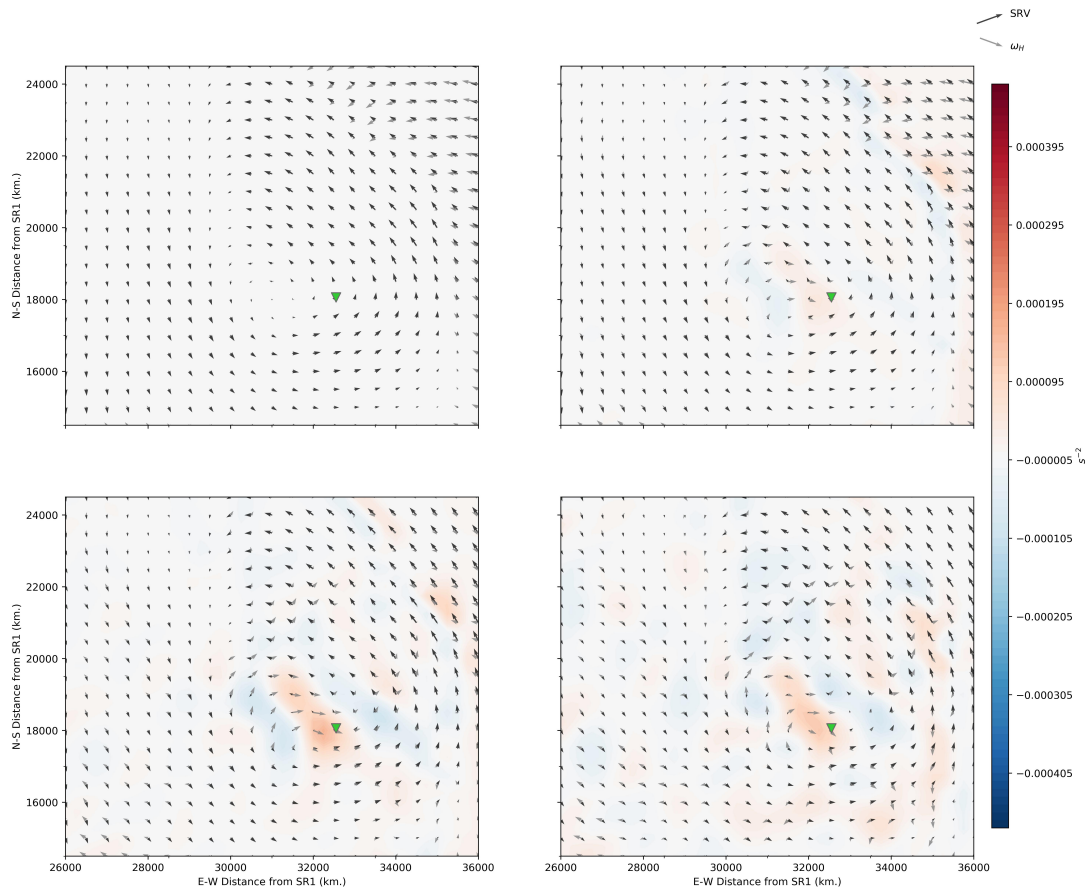 SRV
ω_H
24000
22000
20000
18000
16000
N-S Distance from SR1 (km.)
24000
22000
20000
18000
16000
N-S Distance from SR1 (km.)
26000 28000 30000 32000 34000 36000
E-W Distance from SR1 (km.)
26000 28000 30000 32000 34000 36000
E-W Distance from SR1 (km.)
0.000395
0.000295
0.000195
0.000095
−0.000005
−0.000105
−0.000205
−0.000305
−0.000405
s⁻²